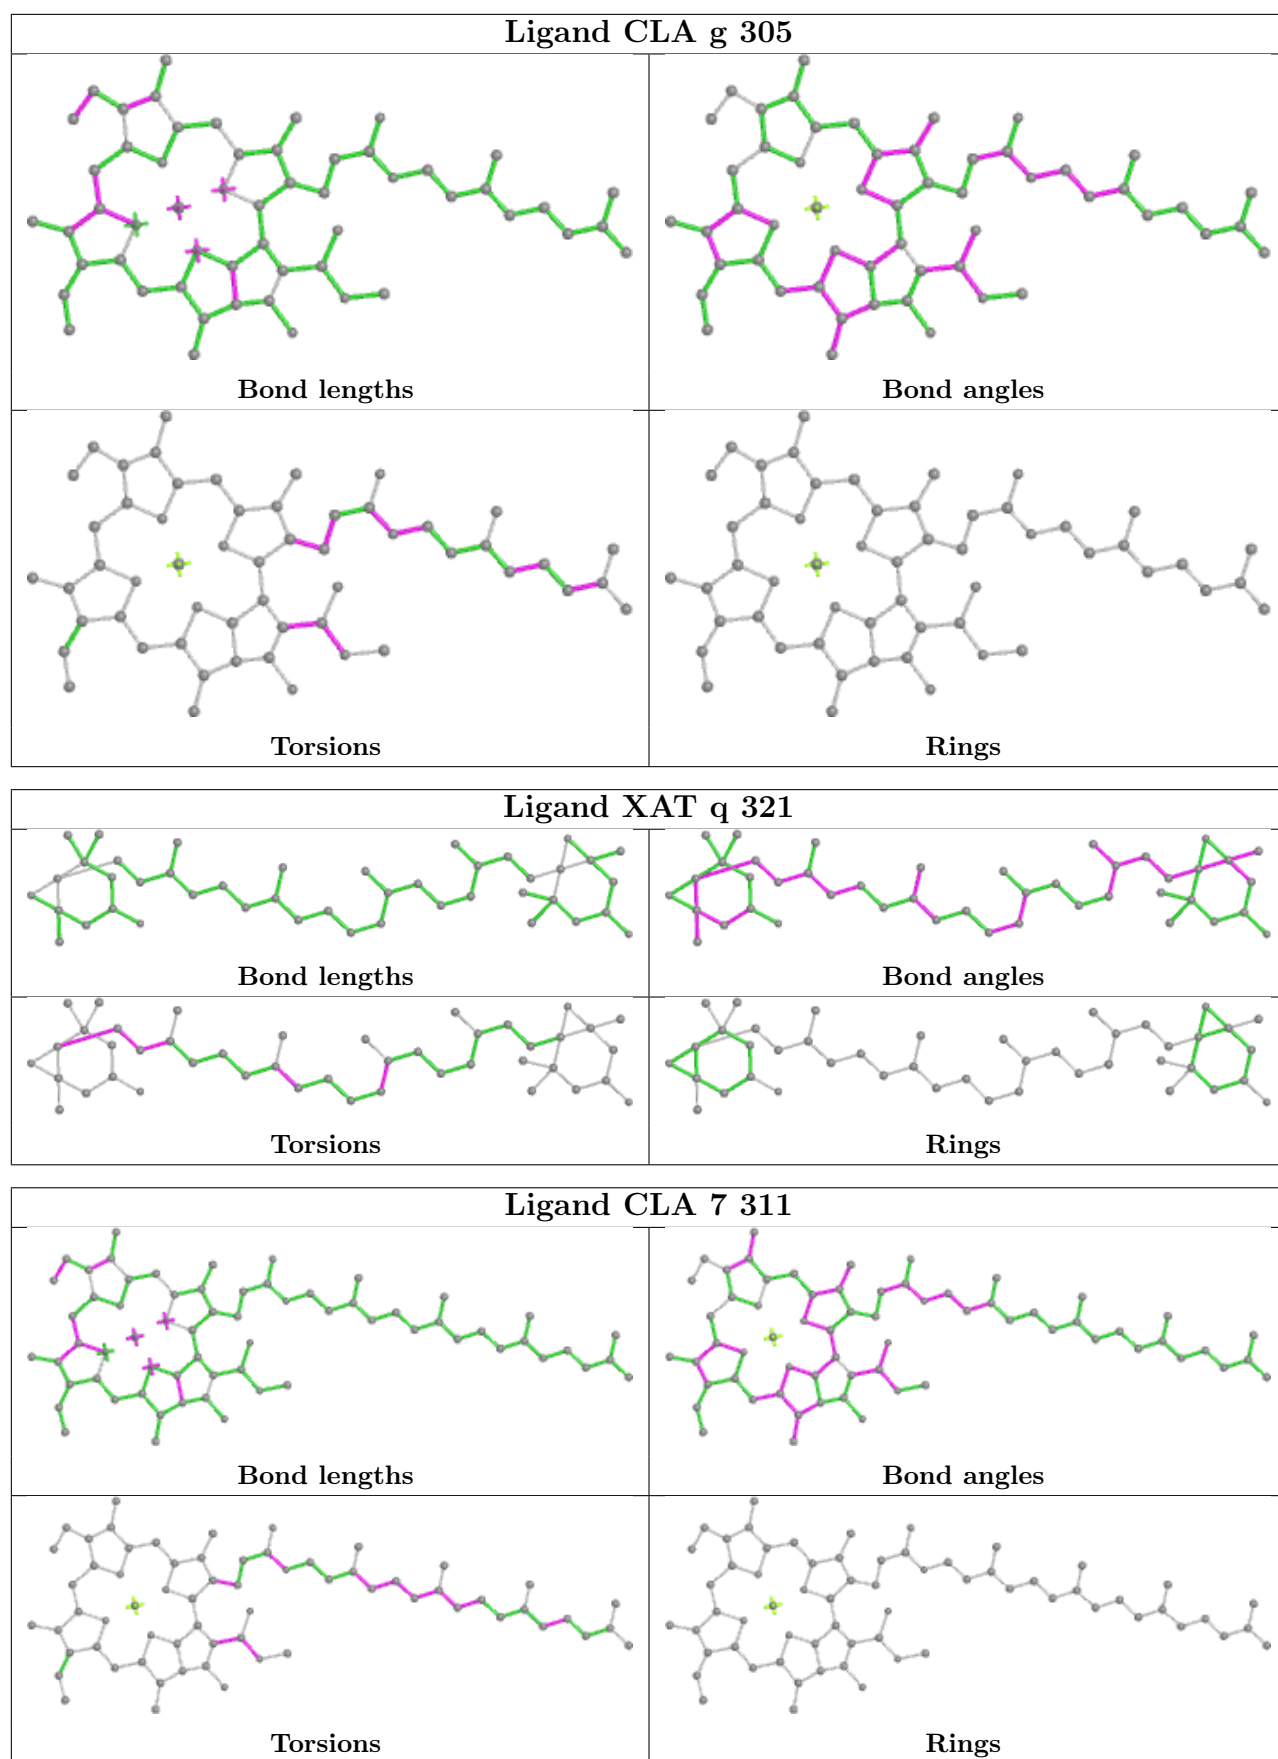 Ligand CLA g 305
Bond lengths
Bond angles
Torsions
Rings
Ligand XAT q 321
Bond lengths
Bond angles
Torsions
Rings
Ligand CLA 7 311
Bond lengths
Bond angles
Torsions
Rings